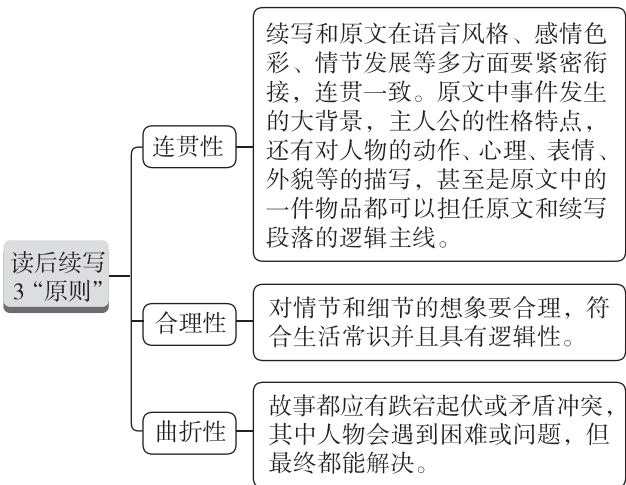 读后续写
3 “原则”
连贯性
续写和原文在语言风格、感情色
彩、情节发展等多方面要紧密衔
接，连贯一致。原文中事件发生
的大背景，主人公的性格特点，
还有对人物的动作、心理、表情、
外貌等的描写，甚至是原文中的
一件物品都可以担任原文和续写
段落的逻辑主线。
合理性
对情节和细节的想象要合理，符
合生活常识并且具有逻辑性。
曲折性
故事都应有跌宕起伏或矛盾冲突，
其中人物会遇到困难或问题，但
最终都能解决。